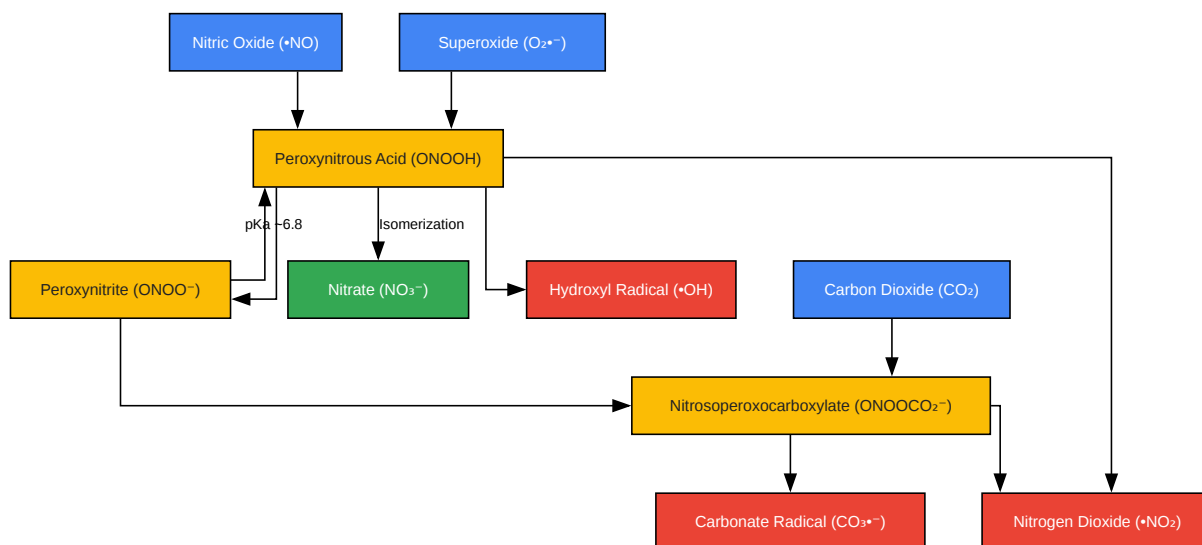 Nitric Oxide (•NO)
Superoxide (O₂•⁻)
Peroxynitrous Acid (ONOOH)
pKa ~6.8
Isomerization
Peroxynitrite (ONOO⁻)
Nitrate (NO₃⁻)
Hydroxyl Radical (•OH)
Carbon Dioxide (CO₂)
Nitrosoperoxocarboxylate (ONOOCO₂⁻)
Carbonate Radical (CO₃•⁻)
Nitrogen Dioxide (•NO₂)